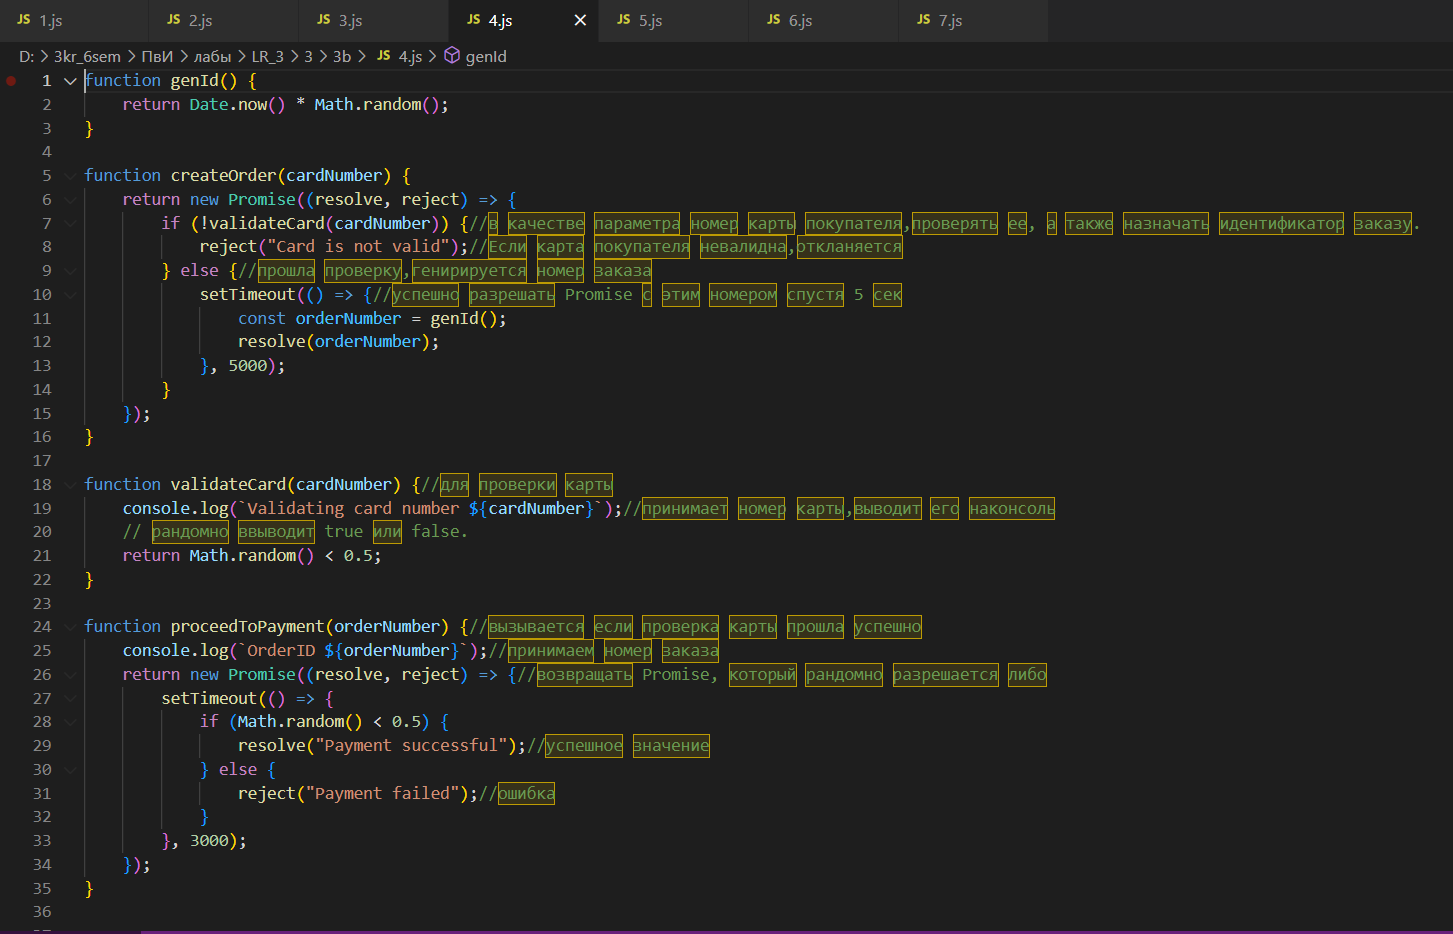 JS 1.js JS 2.js JS 3.js JS 4.js × JS 5.js JS 6.js JS 7.js
D: > 3kr_6sem > ПвИ > лабы > LR_3 > 3 > 3b > JS 4.js > genId
1 function genId() {
2 return Date.now() * Math.random();
3 }
4
5 function createOrder(cardNumber) {
6 return new Promise((resolve, reject) => {
7 if (!validateCard(cardNumber)) {//в качестве параметра номер карты покупателя,проверять ее, а также назначать идентификатор заказу.
8 reject("Card is not valid");//Если карта покупателя невалидна,откланяется
9 } else {//прошла проверку,генирируется номер заказа
10 setTimeout(() => {//успешно разрешать Promise с этим номером спустя 5 сек
11 const orderNumber = genId();
12 resolve(orderNumber);
13 }, 5000);
14 }
15 });
16 }
17
18 function validateCard(cardNumber) {//для проверки карты
19 console.log(`Validating card number ${cardNumber}`);//принимает номер карты,выводит его наконсоль
20 // рандомно ввыводит true или false.
21 return Math.random() < 0.5;
22 }
23
24 function proceedToPayment(orderNumber) {//вызывается если проверка карты прошла успешно
25 console.log(`OrderID ${orderNumber}`);//принимаем номер заказа
26 return new Promise((resolve, reject) => {//возвращать Promise, который рандомно разрешается либо
27 setTimeout(() => {
28 if (Math.random() < 0.5) {
29 resolve("Payment successful");//успешное значение
30 } else {
31 reject("Payment failed");//ошибка
32 }
33 }, 3000);
34 });
35 }
36